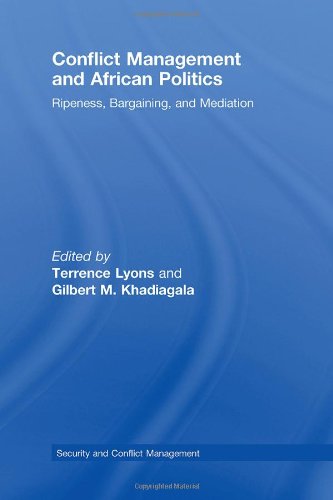 Conflict Management
and African Politics
Ripeness, Bargaining, and Mediation
Edited by
Terrence Lyons and
Gilbert M. Khadiagala
Security and Conflict Management